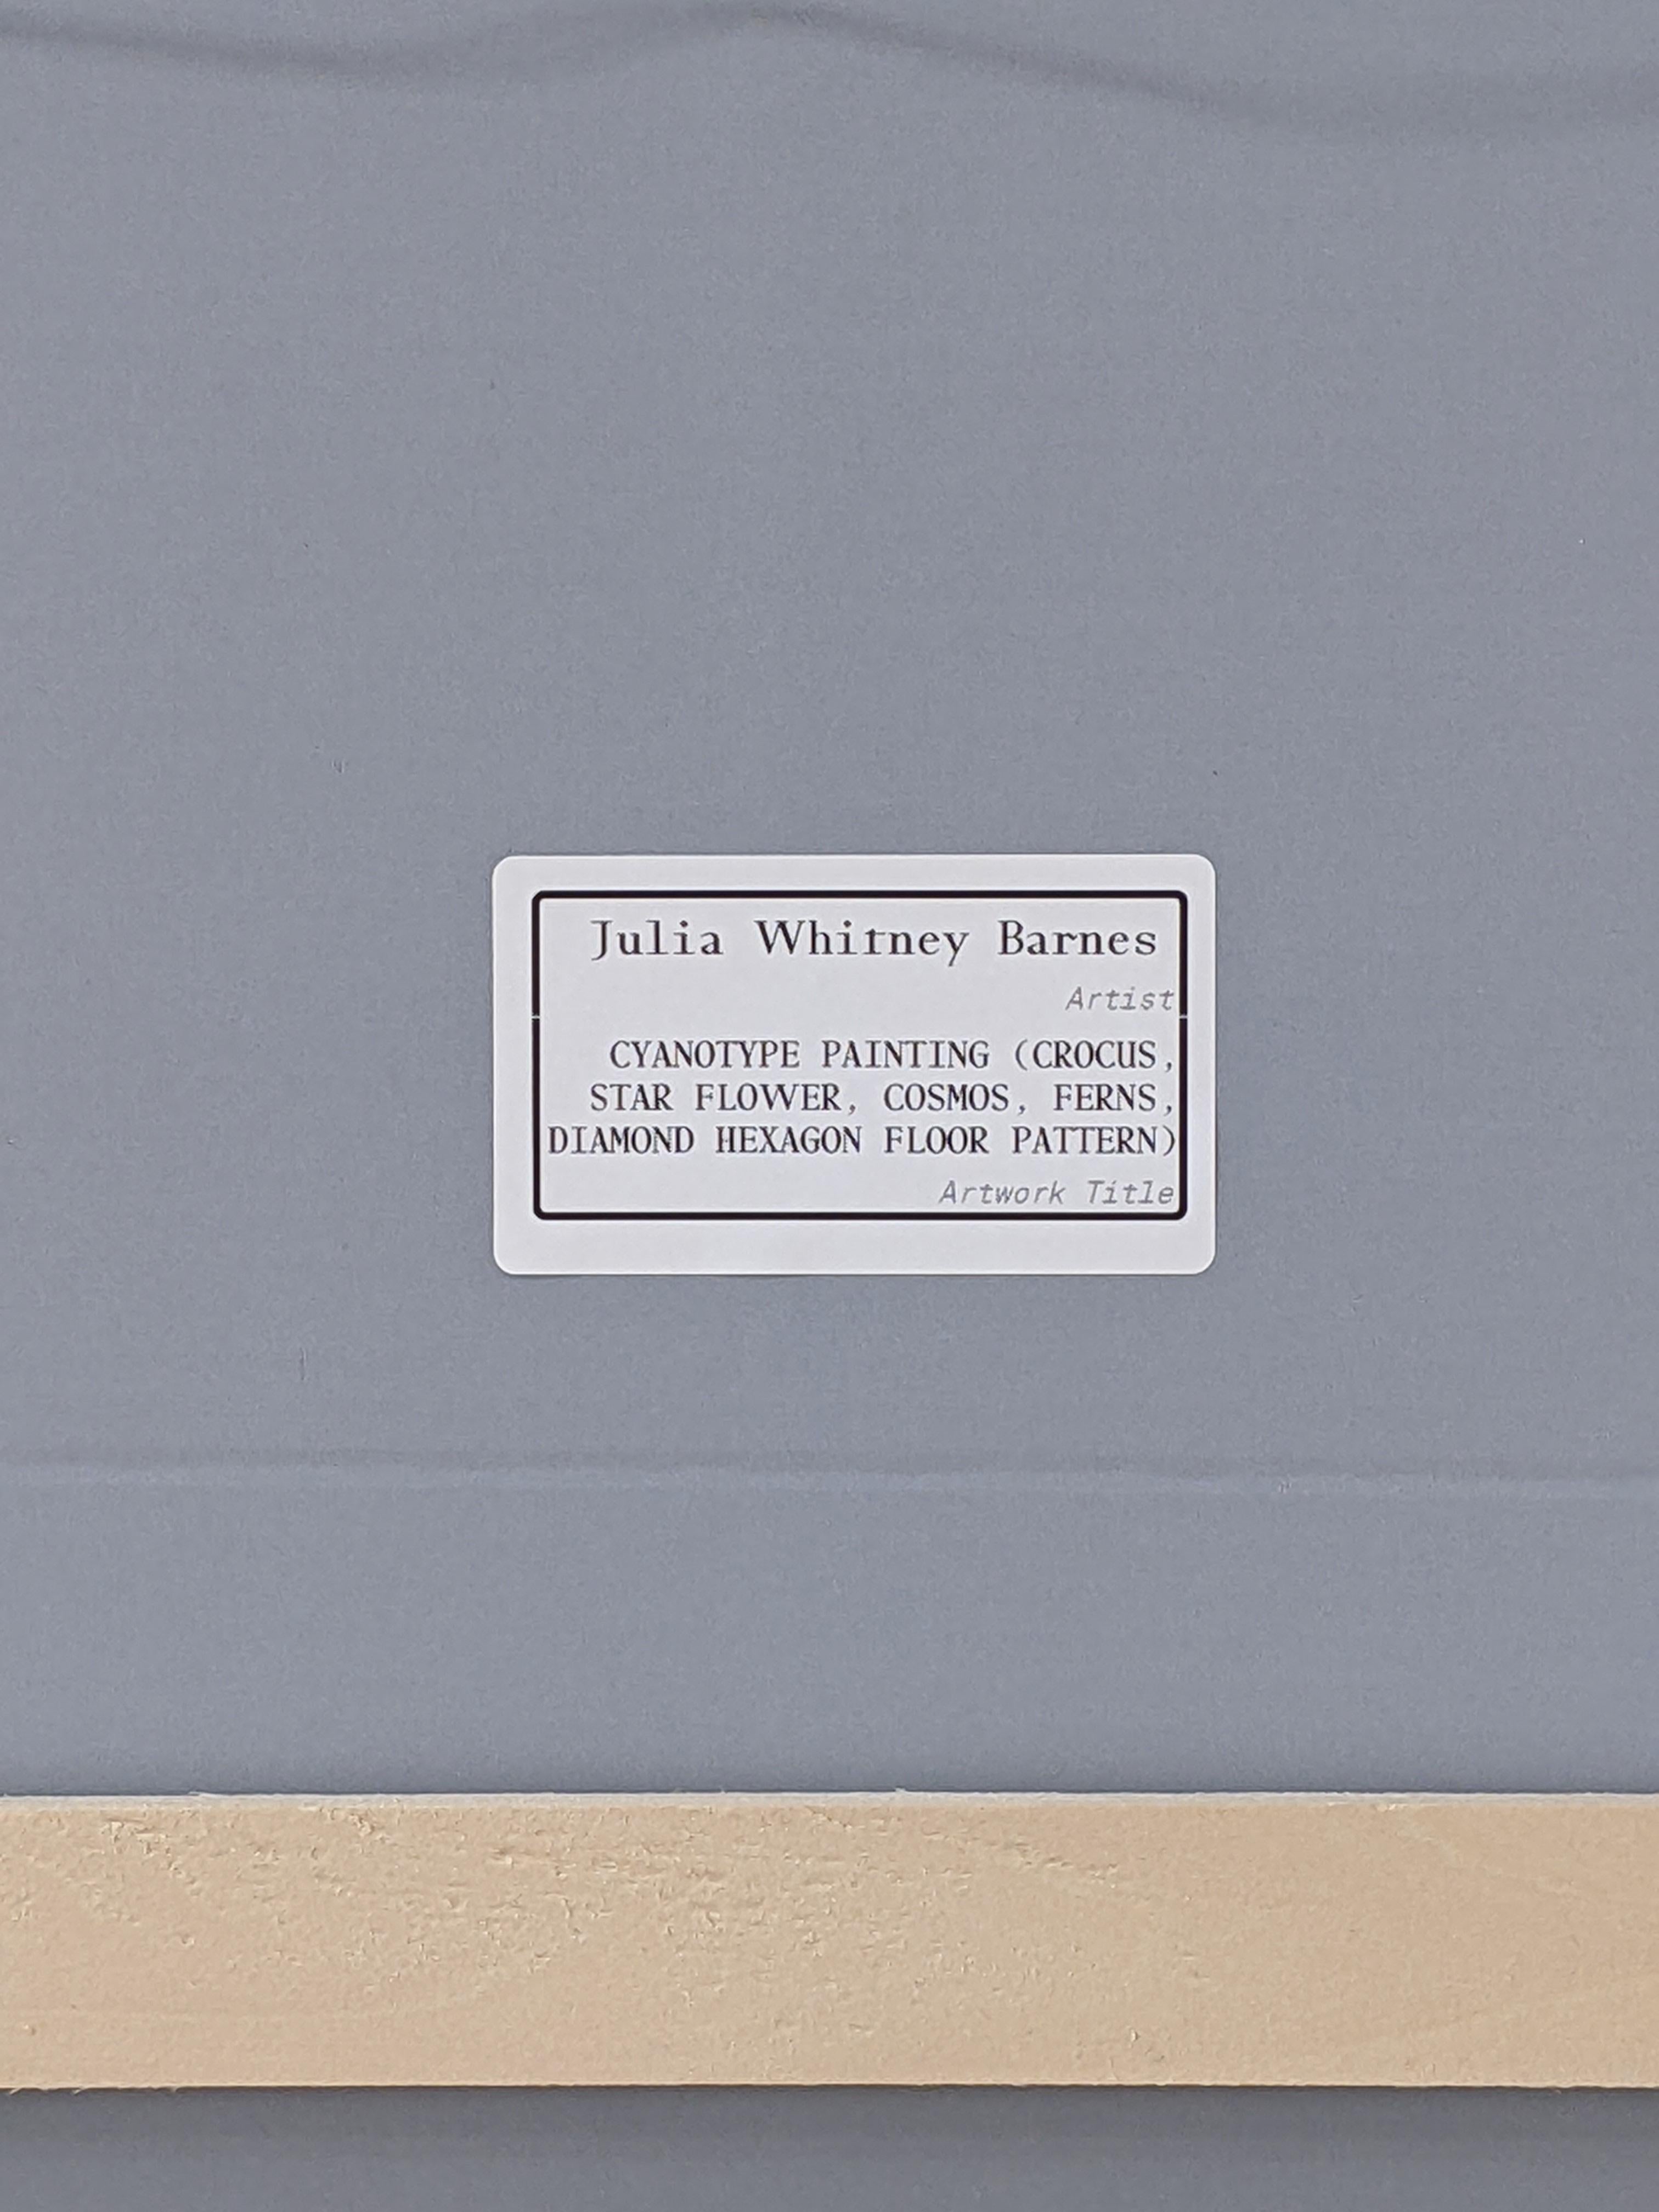 Julia Whitney Barnes
Artist
CYANOTYPE PAINTING (CROCUS,
STAR FLOWER, COSMOS, FERNS,
DIAMOND HEXAGON FLOOR PATTERN)
Artwork Title